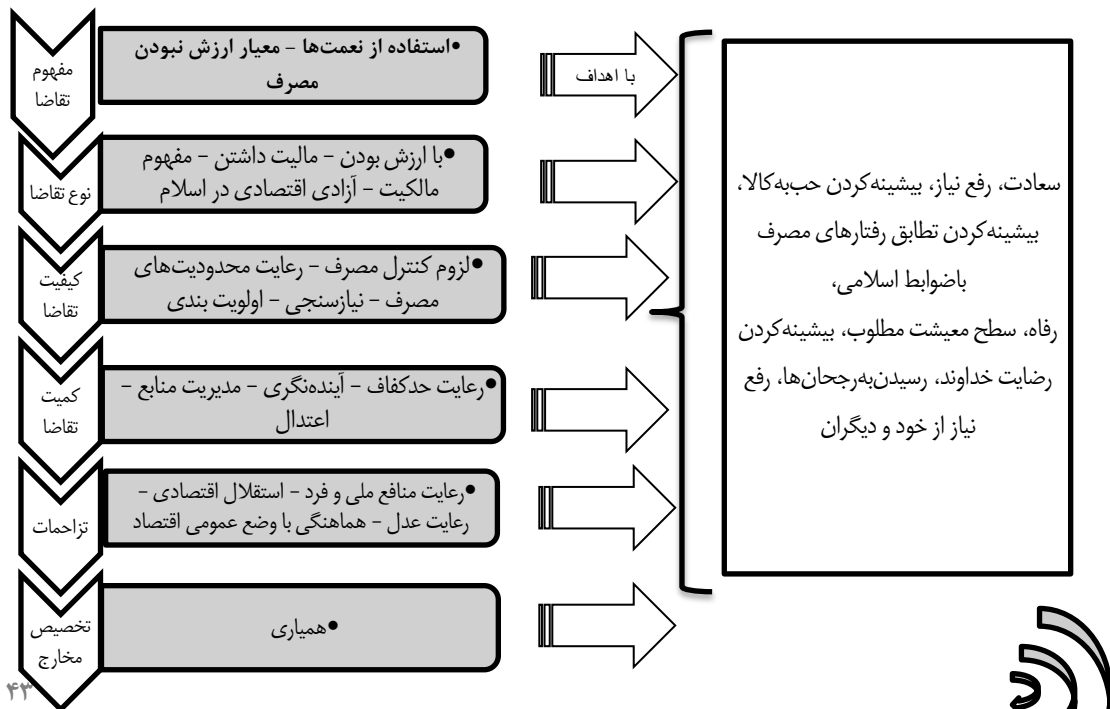 مفهوم
تقاضا
•استفاده از نعمت‌ها – معیار ارزش نبودن
مصرف
با اهداف
نوع تقاضا
•با ارزش بودن – مالیت داشتن – مفهوم
مالکیت – آزادی اقتصادی در اسلام
کیفیت
تقاضا
•لزوم کنترل مصرف – رعایت محدودیت‌های
مصرف – نیازسنجی – اولویت بندی
کمیت
تقاضا
•رعایت حدکفاف – آینده‌نگری – مدیریت منابع –
اعتدال
تزاحمات
•رعایت منافع ملی و فرد – استقلال اقتصادی –
رعایت عدل – هماهنگی با وضع عمومی اقتصاد
تخصیص
مخارج
•همیاری
سعادت، رفع نیاز، بیشینه‌کردن حب‌به‌کالا،
بیشینه‌کردن تطابق رفتارهای مصرف
باضوابط اسلامی،
رفاه، سطح معیشت مطلوب، بیشینه‌کردن
رضایت خداوند، رسیدن‌به‌رجحان‌ها، رفع
نیاز از خود و دیگران
۴۳